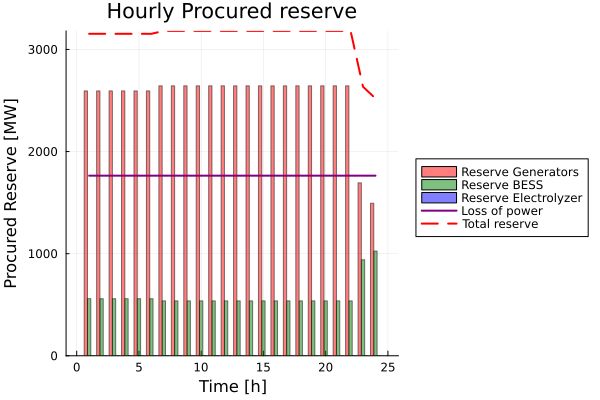 Hourly Procured reserve
Procured Reserve [MW]
3000
2000
1000
0
0 5 10 15 20 25
Time [h]
Reserve Generators
Reserve BESS
Reserve Electrolyzer
Loss of power
Total reserve